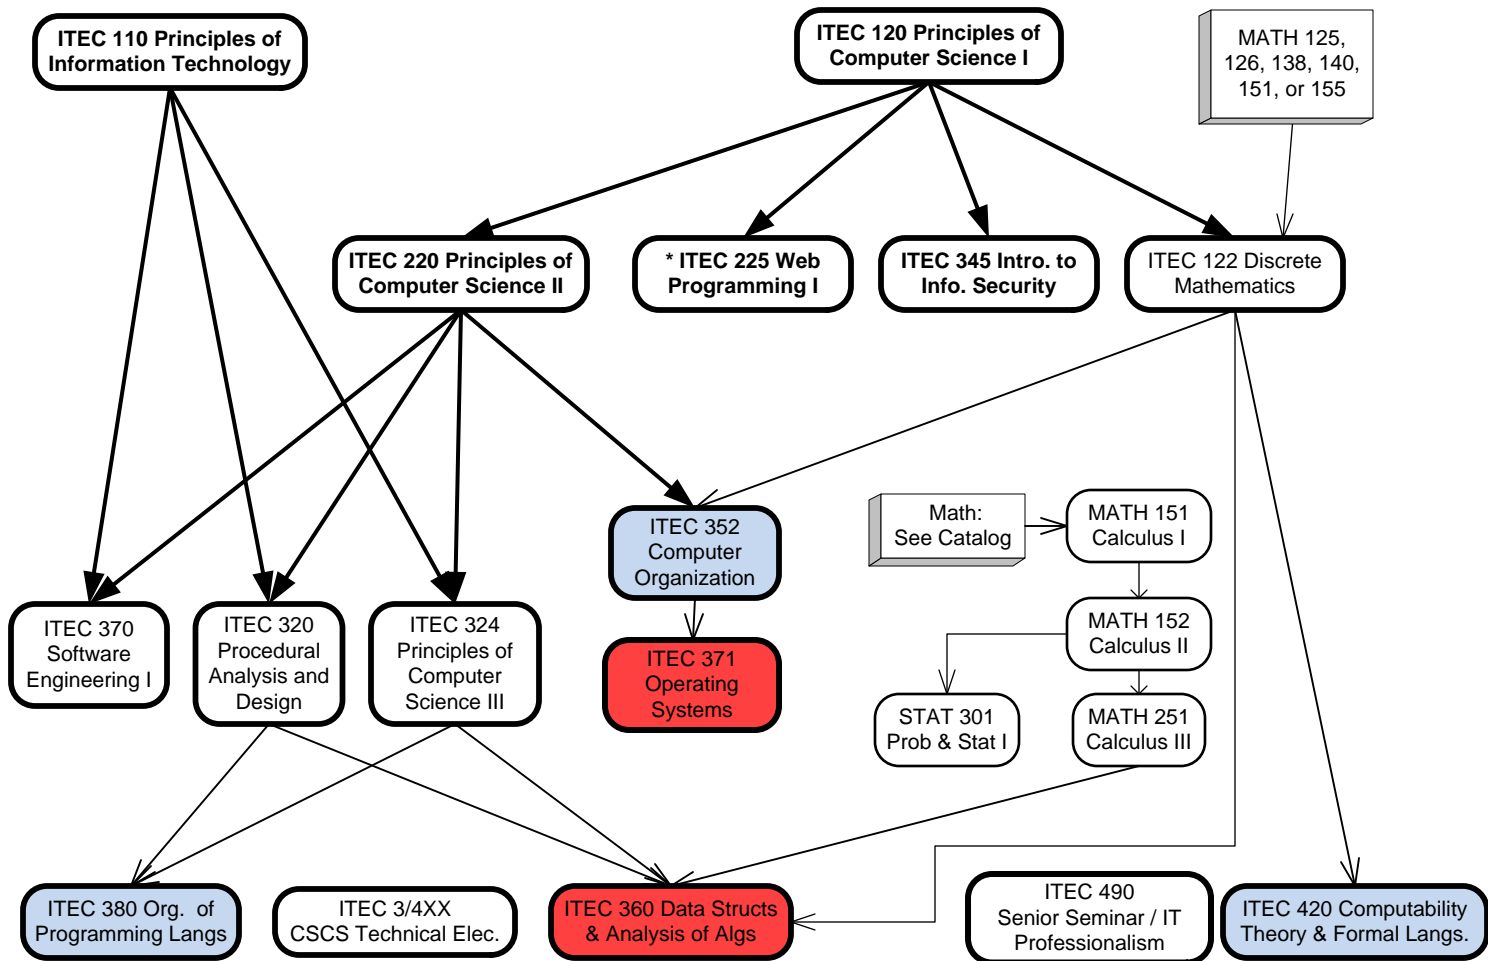 ITEC 110 Principles of
Information Technology
ITEC 120 Principles of
Computer Science I
MATH 125,
126, 138, 140,
151, or 155
ITEC 220 Principles of
Computer Science II
* ITEC 225 Web
Programming I
ITEC 345 Intro. to
Info. Security
ITEC 122 Discrete
Mathematics
ITEC 352
Computer
Organization
Math:
See Catalog
MATH 151
Calculus I
ITEC 370
Software
Engineering I
ITEC 320
Procedural
Analysis and
Design
ITEC 324
Principles of
Computer
Science III
ITEC 371
Operating
Systems
MATH 152
Calculus II
STAT 301
Prob & Stat I
MATH 251
Calculus III
ITEC 380 Org. of
Programming Langs
ITEC 3/4XX
CSCS Technical Elec.
ITEC 360 Data Structs
& Analysis of Algs
ITEC 490
Senior Seminar / IT
Professionalism
ITEC 420 Computability
Theory & Formal Langs.